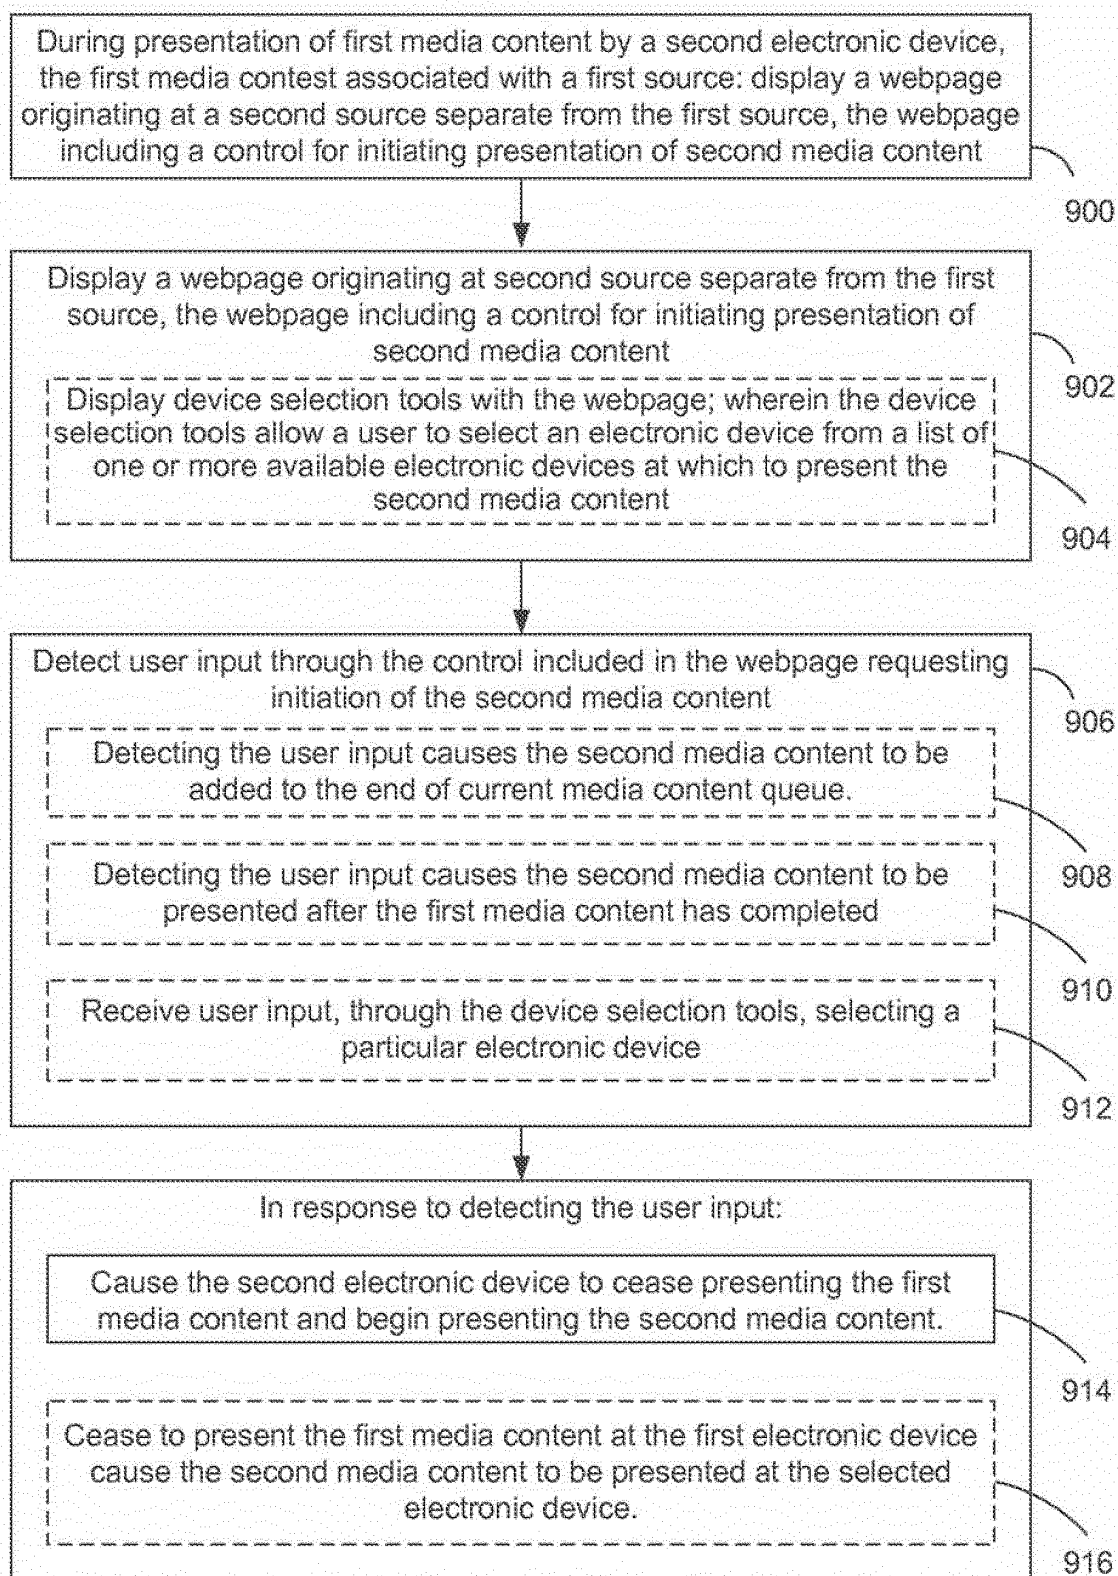 During presentation of first media content by a second electronic device,
the first media contest associated with a first source: display a webpage
originating at a second source separate from the first source, the webpage
including a control for initiating presentation of second media content
900
Display a webpage originating at second source separate from the first
source, the webpage including a control for initiating presentation of
second media content
902
Display device selection tools with the webpage; wherein the device
selection tools allow a user to select an electronic device from a list of
one or more available electronic devices at which to present the
second media content
904
Detect user input through the control included in the webpage requesting
initiation of the second media content
906
Detecting the user input causes the second media content to be
added to the end of current media content queue.
908
Detecting the user input causes the second media content to be
presented after the first media content has completed
910
Receive user input, through the device selection tools, selecting a
particular electronic device
912
In response to detecting the user input:
Cause the second electronic device to cease presenting the first
media content and begin presenting the second media content.
914
Cease to present the first media content at the first electronic device
cause the second media content to be presented at the selected
electronic device.
916